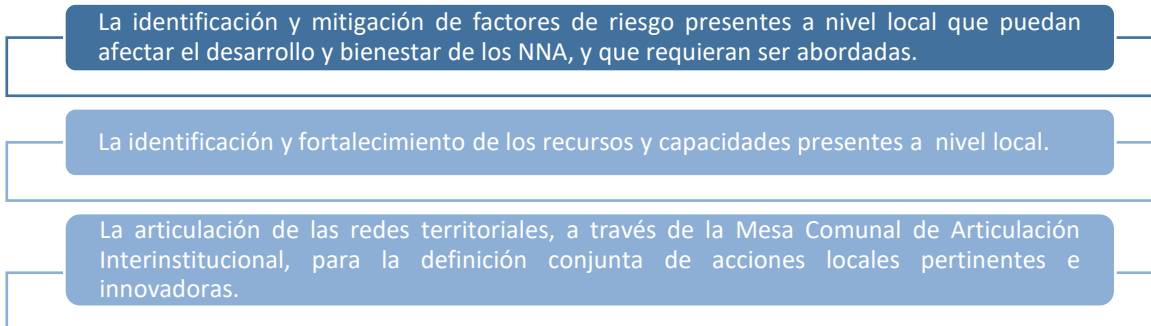 La identificación y mitigación de factores de riesgo presentes a nivel local que puedan
afectar el desarrollo y bienestar de los NNA, y que requieran ser abordadas.
La identificación y fortalecimiento de los recursos y capacidades presentes a nivel local.
La articulación de las redes territoriales, a través de la Mesa Comunal de Articulación
Interinstitucional, para la definición conjunta de acciones locales pertinentes e
innovadoras.